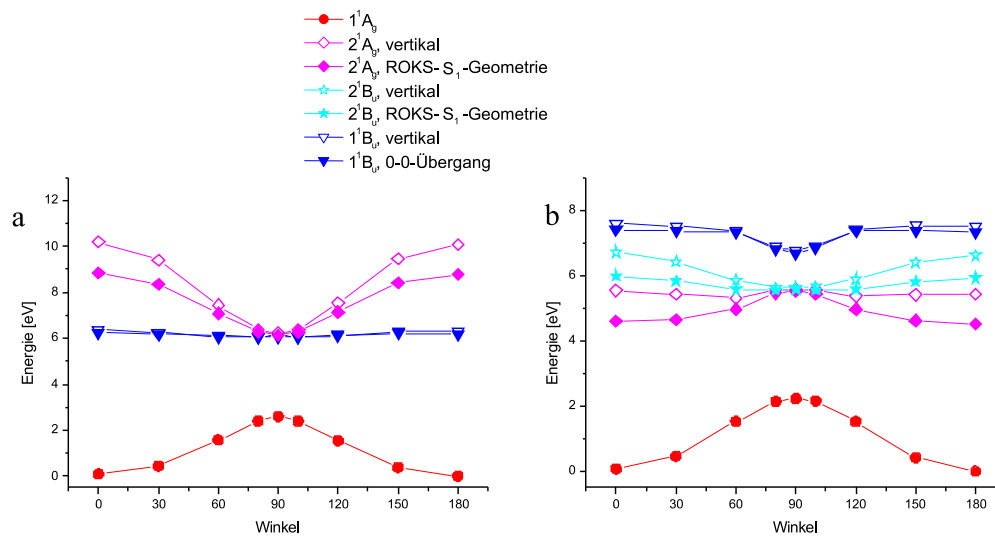 1¹Ag
2¹Ag, vertikal
2¹Ag, ROKS-S₁-Geometrie
2¹Bu, vertikal
2¹Bu, ROKS-S₁-Geometrie
1¹Bu, vertikal
1¹Bu, 0-0-Übergang
a
12
10
8
6
4
2
0
Energie [eV]
0 30 60 90 120 150 180
Winkel
b
8
6
4
2
0
Energie [eV]
0 30 60 90 120 150 180
Winkel